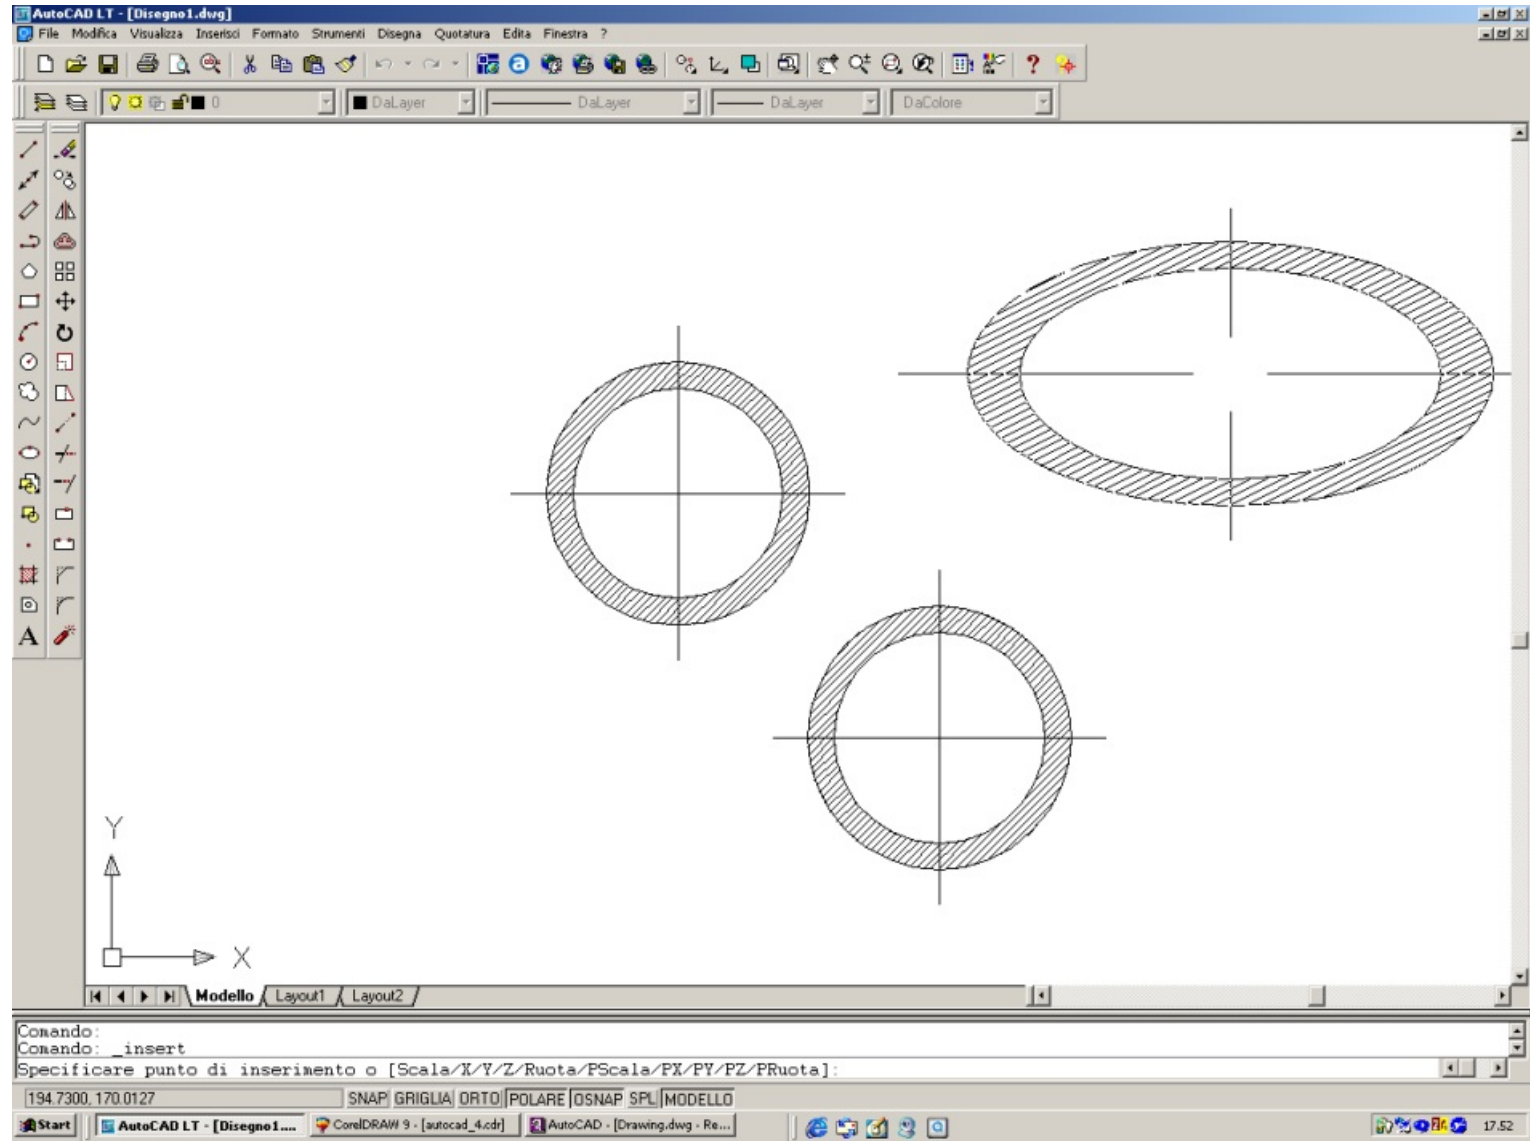 AutoCAD LT - [Disegno1.dwg]
File Modifica Visualizza Inserisci Formato Strumenti Disegna Quotatura Edita Finestra ?
0 DaLayer DaLayer DaLayer DaColore
A
Y
X
Modello Layout1 Layout2
Comando:
Comando: _insert
Specificare punto di inserimento o [Scala/X/Y/Z/Ruota/PScala/PX/PY/PZ/PRuota]:
194.7300, 170.0127 SNAP GRIGLIA ORTO POLARE OSNAP SPL MODELLO
Start AutoCAD LT - [Disegno1.... CorelDRAW 9 - [autocad_4.cdr] AutoCAD - [Drawing.dwg - Re... 17.52